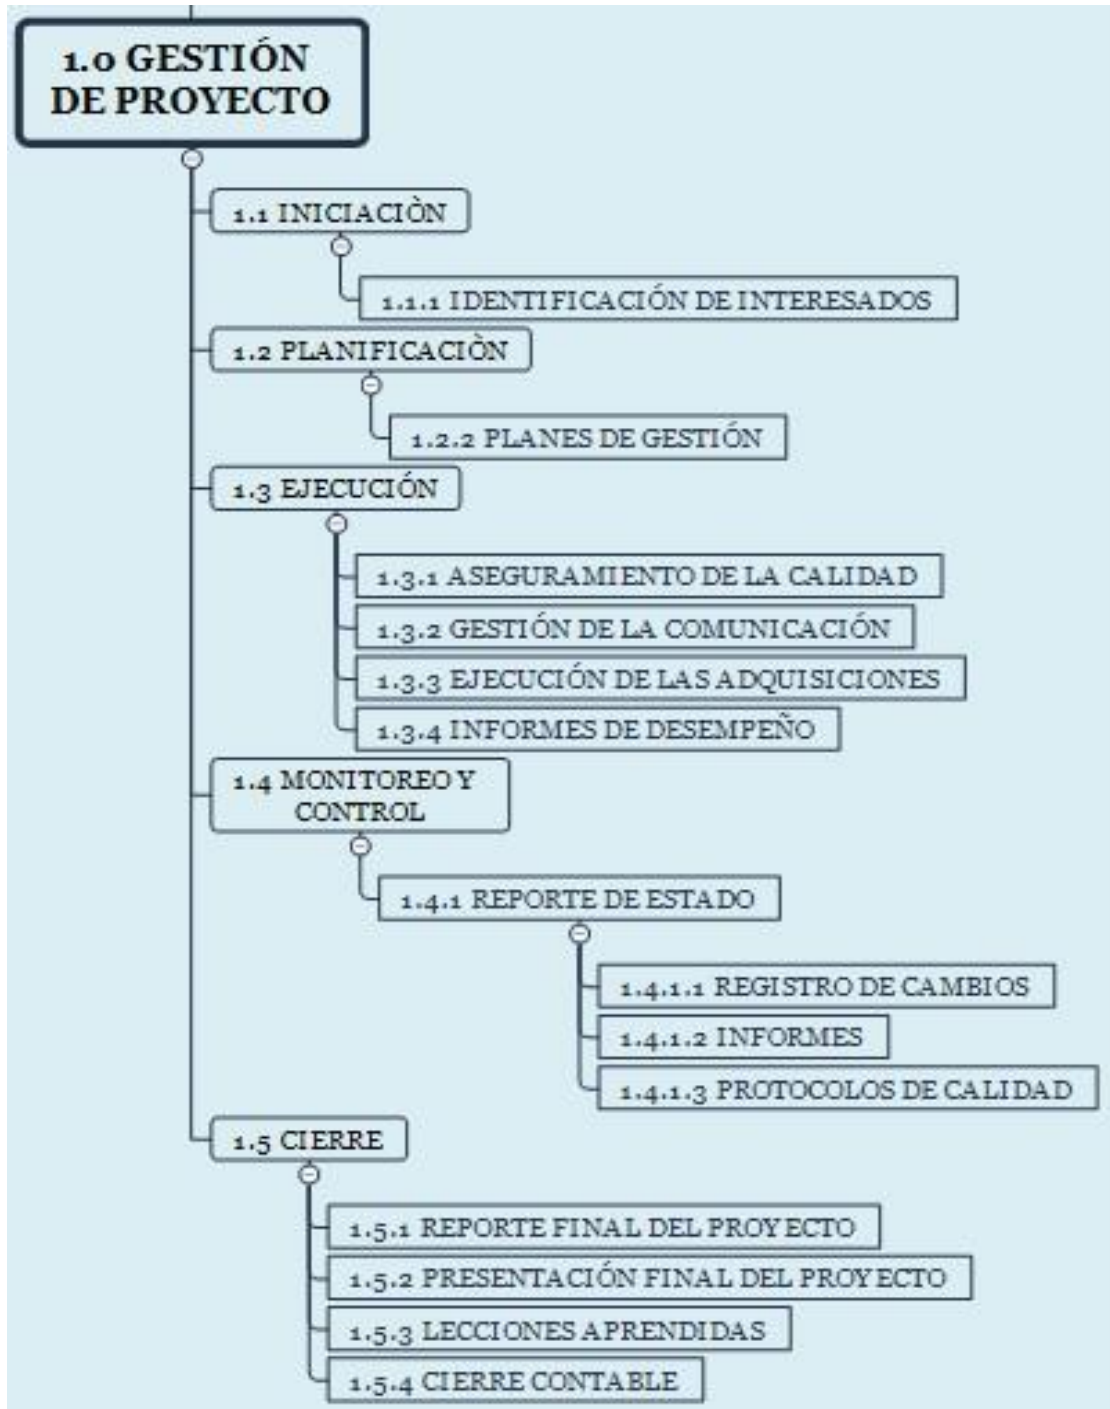 1.0 GESTIÓN
DE PROYECTO
1.1 INICIACIÒN
1.1.1 IDENTIFICACIÓN DE INTERESADOS
1.2 PLANIFICACIÒN
1.2.2 PLANES DE GESTIÓN
1.3 EJECUCIÓN
1.3.1 ASEGURAMIENTO DE LA CALIDAD
1.3.2 GESTIÓN DE LA COMUNICACIÓN
1.3.3 EJECUCIÓN DE LAS ADQUISICIONES
1.3.4 INFORMES DE DESEMPEÑO
1.4 MONITOREO Y
CONTROL
1.4.1 REPORTE DE ESTADO
1.4.1.1 REGISTRO DE CAMBIOS
1.4.1.2 INFORMES
1.4.1.3 PROTOCOLOS DE CALIDAD
1.5 CIERRE
1.5.1 REPORTE FINAL DEL PROYECTO
1.5.2 PRESENTACIÓN FINAL DEL PROYECTO
1.5.3 LECCIONES APRENDIDAS
1.5.4 CIERRE CONTABLE